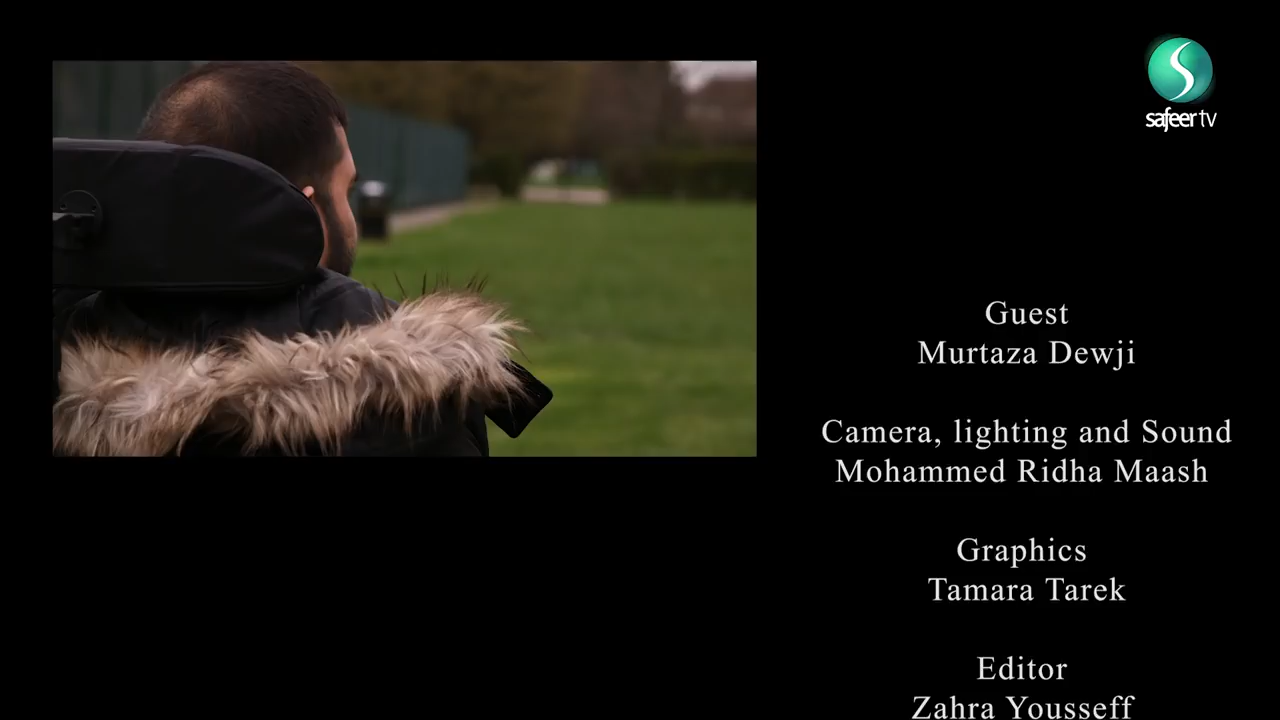 safeer tv
Guest
Murtaza Dewji
Camera, lighting and Sound
Mohammed Ridha Maash
Graphics
Tamara Tarek
Editor
Zahra Yousseff